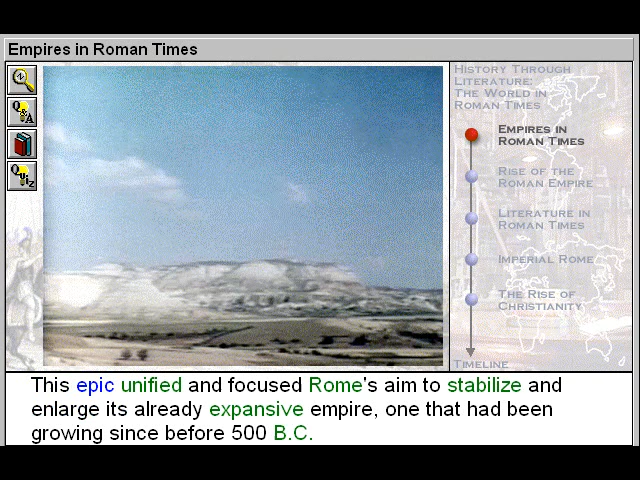 Empires in Roman Times
History Through
Literature:
The World in
Roman Times
Empires in
Roman Times
Rise of the
Roman Empire
Literature in
Roman Times
Imperial Rome
The Rise of
Christianity
Timeline
Q&A
Quiz
This epic unified and focused Rome's aim to stabilize and
enlarge its already expansive empire, one that had been
growing since before 500 B.C.